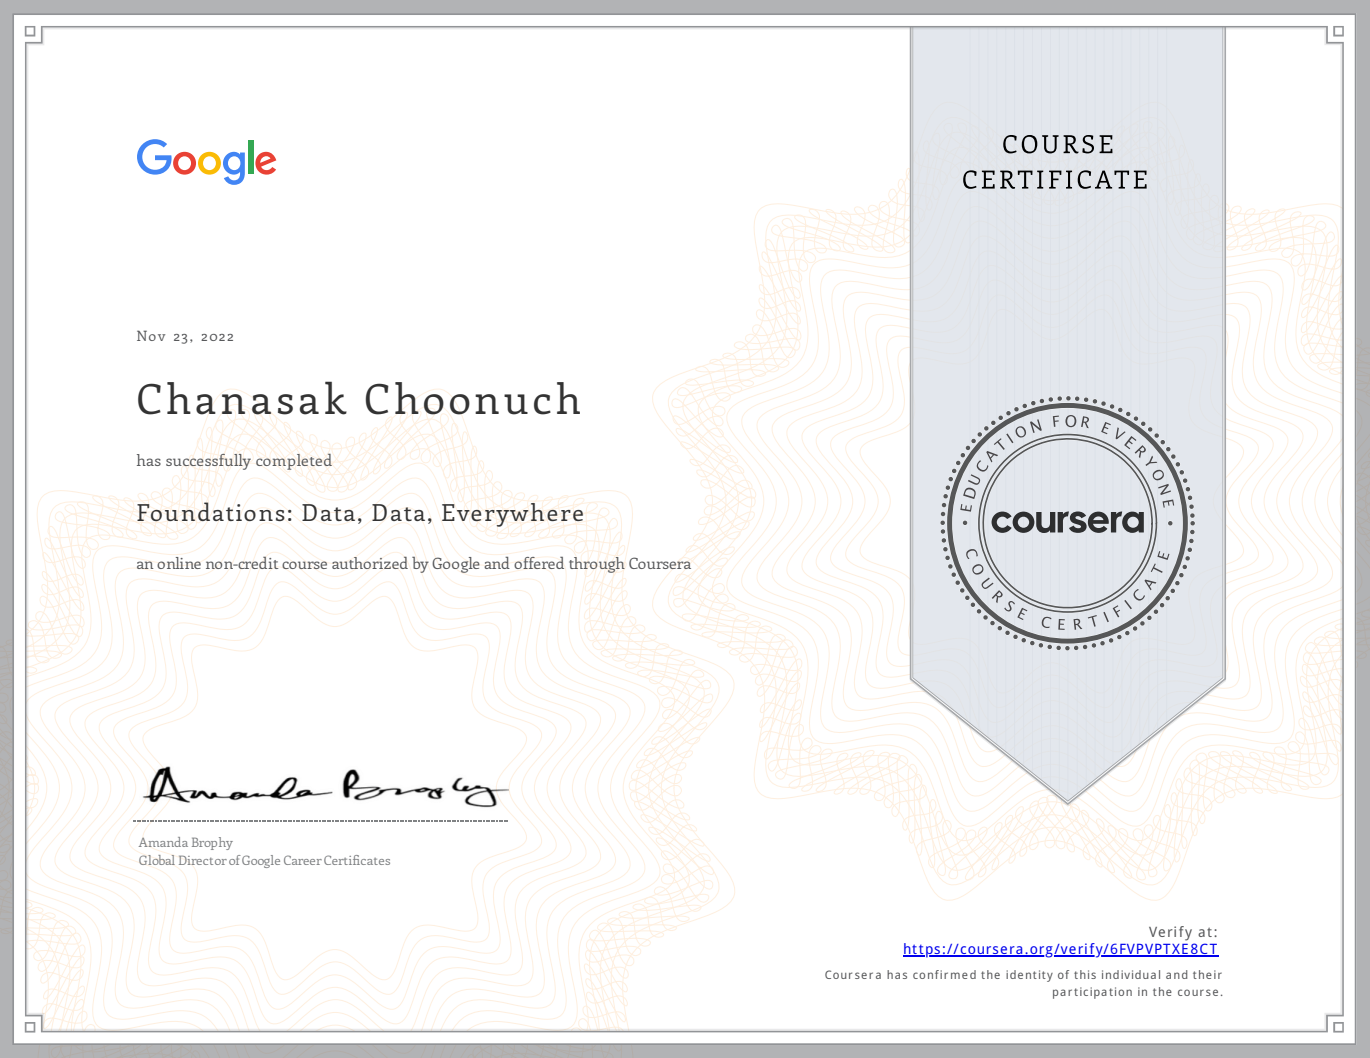 Google
COURSE
CERTIFICATE
Nov 23, 2022
Chanasak Choonuch
has successfully completed
Foundations: Data, Data, Everywhere
an online non-credit course authorized by Google and offered through Coursera
EDUCATION FOR EVERYONE
coursera
COURSE CERTIFICATE
Amanda Brophy
Amanda Brophy
Global Director of Google Career Certificates
Verify at:
https://coursera.org/verify/6FVPVPTXE8CT
Coursera has confirmed the identity of this individual and their
participation in the course.